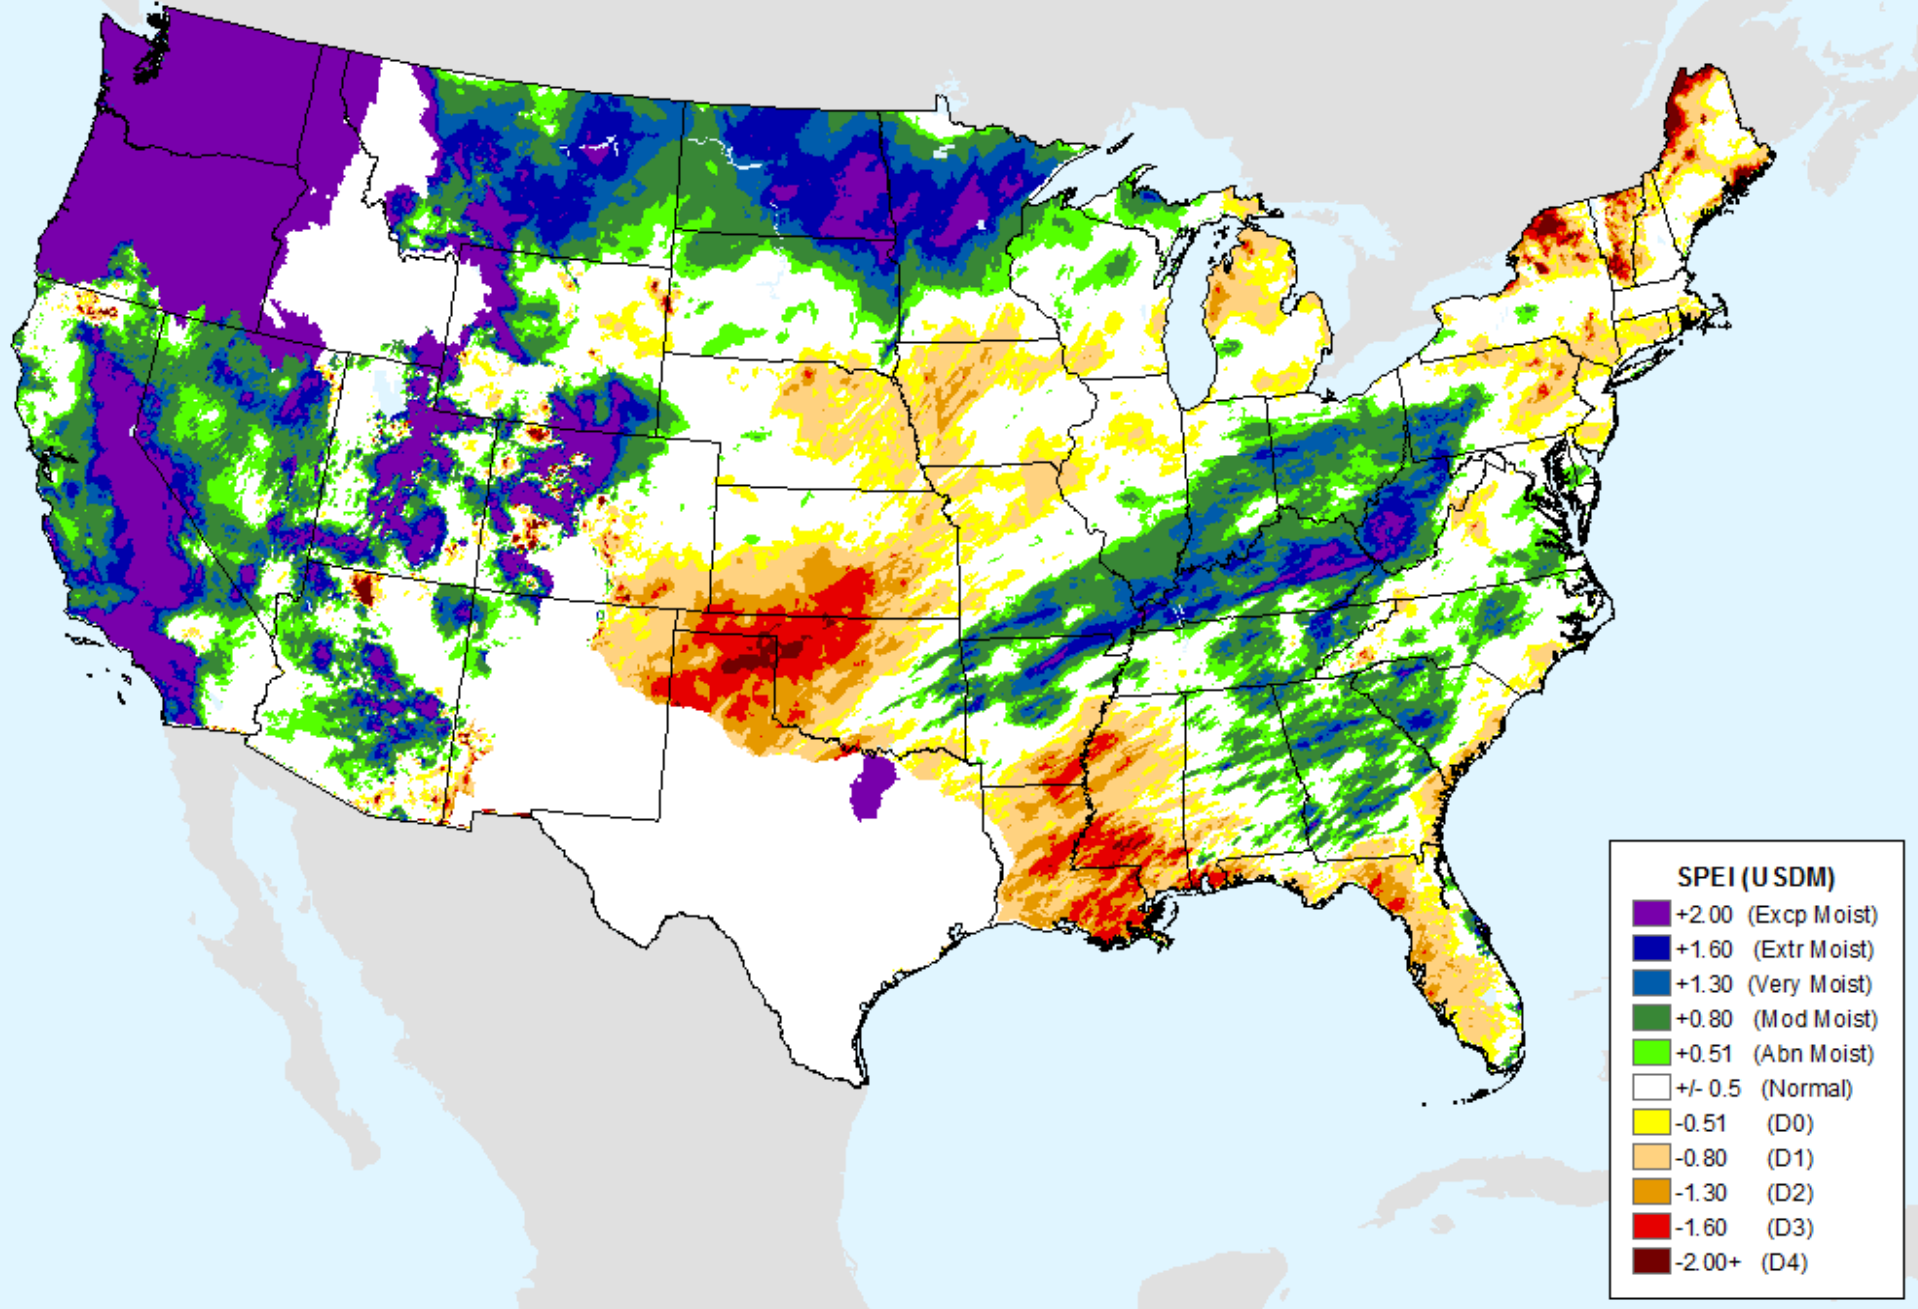 SPEI (USDM)
+2.00 (Excp Moist)
+1.60 (Extr Moist)
+1.30 (Very Moist)
+0.80 (Mod Moist)
+0.51 (Abn Moist)
+/- 0.5 (Normal)
-0.51 (D0)
-0.80 (D1)
-1.30 (D2)
-1.60 (D3)
-2.00+ (D4)